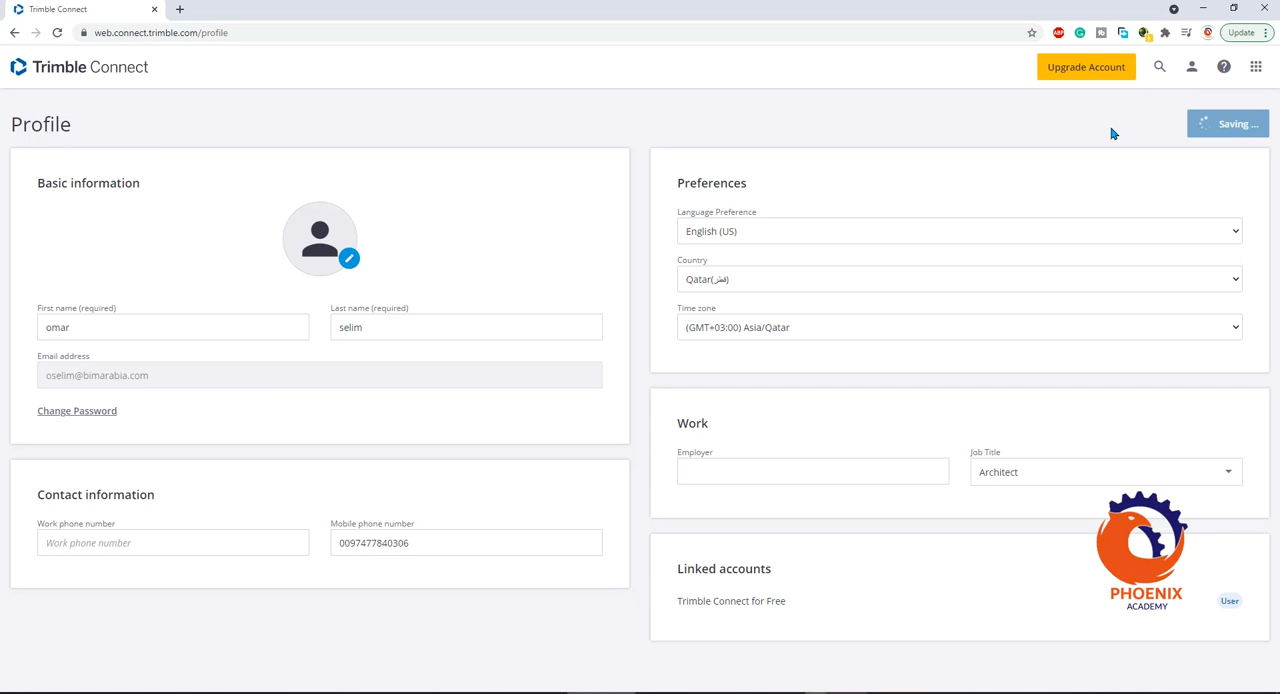 Trimble Connect
web.connect.trimble.com/profile
Update
Trimble Connect
Upgrade Account
Profile
Saving ...
Basic information
First name (required)
Last name (required)
omar
selim
Email address
oselim@bimarabia.com
Change Password
Contact information
Work phone number
Mobile phone number
Work phone number
0097477840306
Preferences
Language Preference
English (US)
Country
Qatar(قطر)
Time zone
(GMT+03:00) Asia/Qatar
Work
Employer
Job Title
Architect
Linked accounts
Trimble Connect for Free
User
PHOENIX
ACADEMY